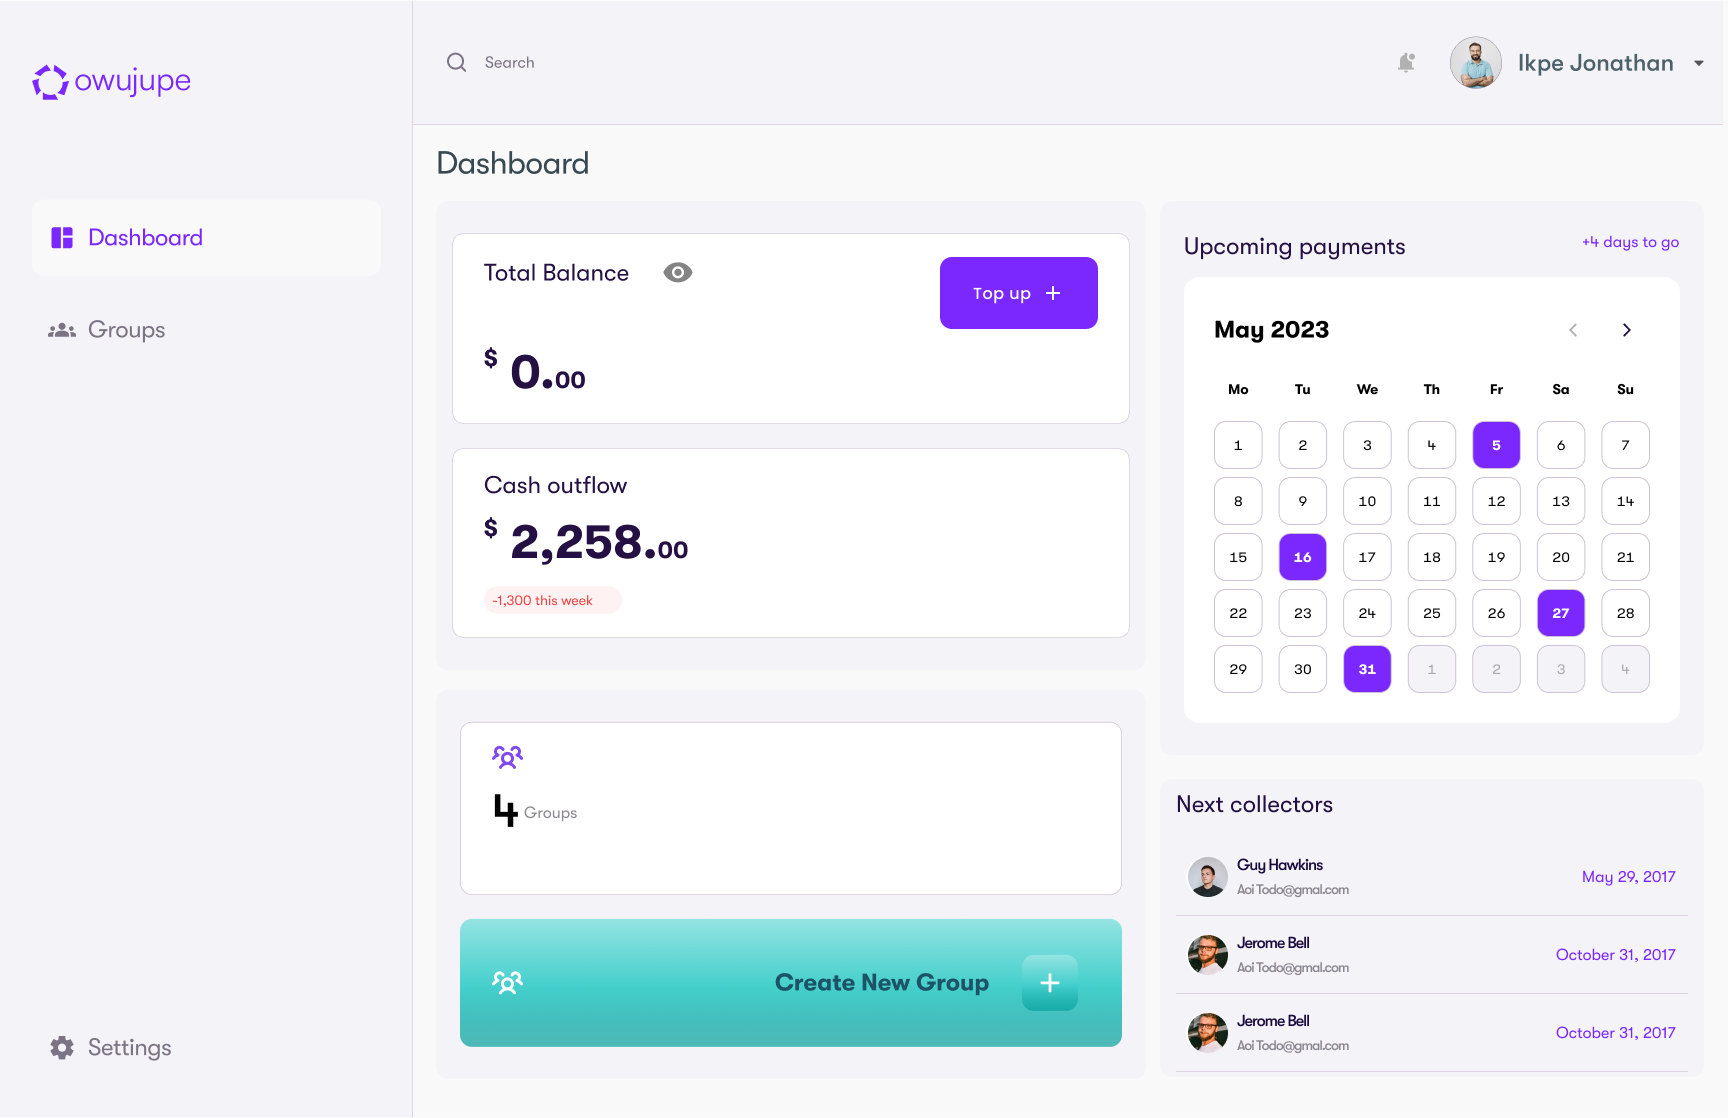 owujupe
Dashboard
Groups
Settings
Search
Ikpe Jonathan
Dashboard
Total Balance
Top up
$ 0.00
Cash outflow
$ 2,258.00
-1,300 this week
4 Groups
Create New Group
Upcoming payments
+4 days to go
May 2023
Mo Tu We Th Fr Sa Su
1 2 3 4 5 6 7
8 9 10 11 12 13 14
15 16 17 18 19 20 21
22 23 24 25 26 27 28
29 30 31 1 2 3 4
Next collectors
Guy Hawkins
Aoi Todo@gmal.com
May 29, 2017
Jerome Bell
Aoi Todo@gmal.com
October 31, 2017
Jerome Bell
Aoi Todo@gmal.com
October 31, 2017